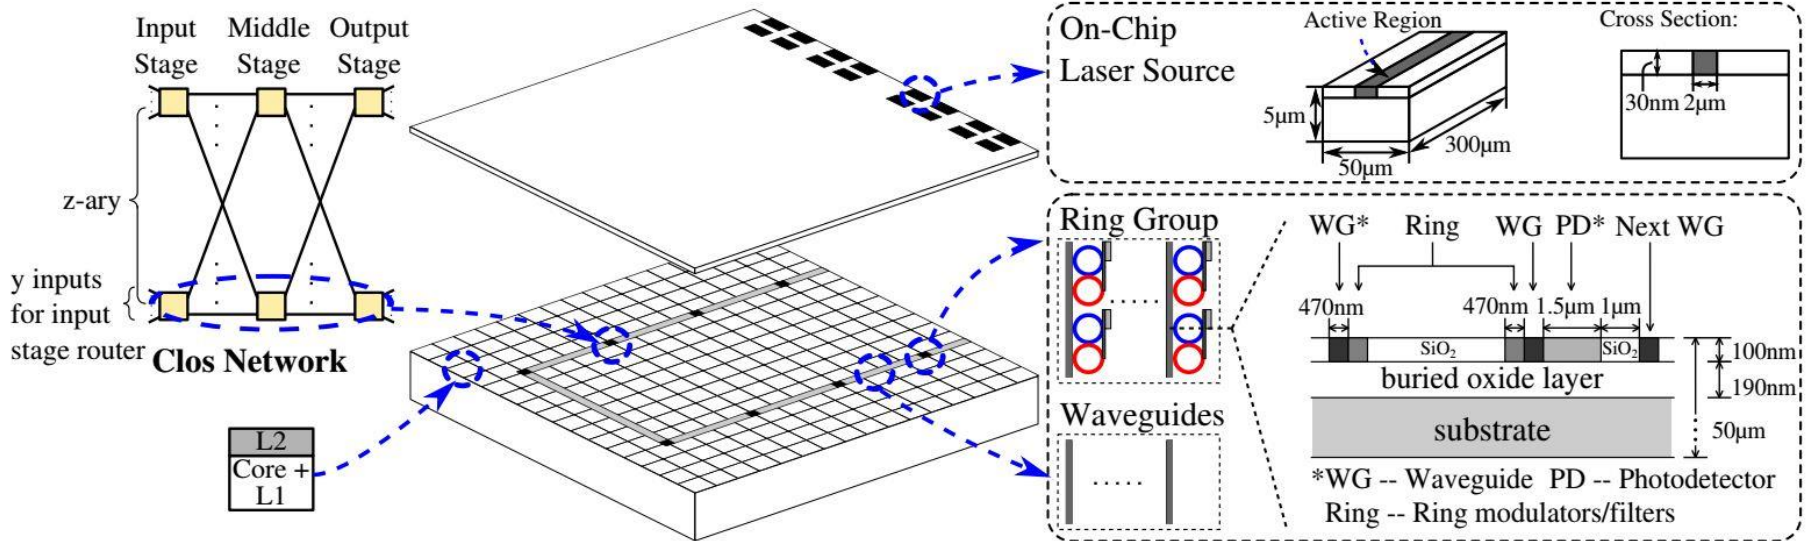 Input
Stage
Middle
Stage
Output
Stage
z-ary
y inputs
for input
stage router
Clos Network
L2
Core +
L1
On-Chip
Laser Source
Active Region
5μm
50μm
300μm
Cross Section:
30nm
2μm
Ring Group
Waveguides
WG*
Ring
WG
PD*
Next WG
470nm
470nm
1.5μm
1μm
SiO₂
SiO₂
100nm
buried oxide layer
190nm
substrate
50μm
*WG -- Waveguide PD -- Photodetector
Ring -- Ring modulators/filters